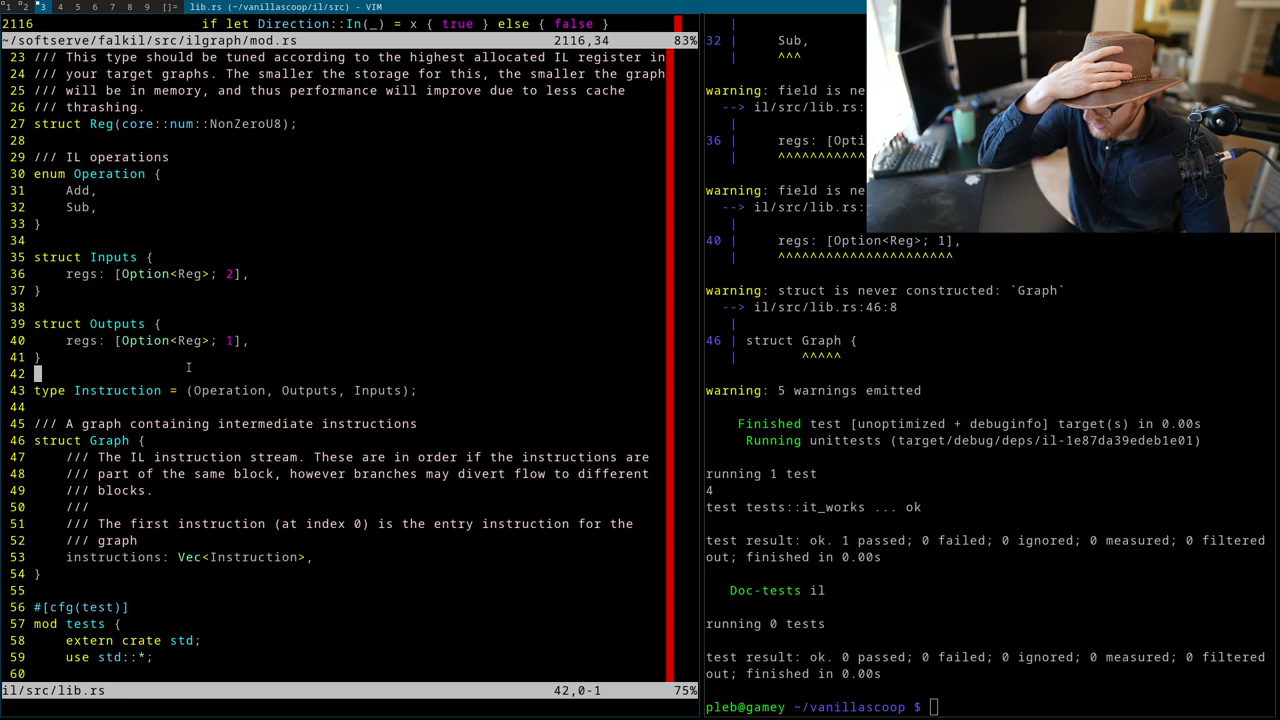 1 2 3 4 5 6 7 8 9 []= lib.rs (~/vanillascoop/il/src) - VIM
2116 if let Direction::In(_) = x { true } else { false }
~/softserve/falkil/src/ilgraph/mod.rs 2116,34 83%
23 /// This type should be tuned according to the highest allocated IL register in
24 /// your target graphs. The smaller the storage for this, the smaller the graph
25 /// will be in memory, and thus performance will improve due to less cache
26 /// thrashing.
27 struct Reg(core::num::NonZeroU8);
28
29 /// IL operations
30 enum Operation {
31 Add,
32 Sub,
33 }
34
35 struct Inputs {
36 regs: [Option<Reg>; 2],
37 }
38
39 struct Outputs {
40 regs: [Option<Reg>; 1],
41 }
42
43 type Instruction = (Operation, Outputs, Inputs);
44
45 /// A graph containing intermediate instructions
46 struct Graph {
47 /// The IL instruction stream. These are in order if the instructions are
48 /// part of the same block, however branches may divert flow to different
49 /// blocks.
50 ///
51 /// The first instruction (at index 0) is the entry instruction for the
52 /// graph
53 instructions: Vec<Instruction>,
54 }
55
56 #[cfg(test)]
57 mod tests {
58 extern crate std;
59 use std::*;
60
il/src/lib.rs 42,0-1 75%
|
32 | Sub,
| ^^^
warning: field is ne
--> il/src/lib.rs:
|
36 | regs: [Opti
| ^^^^^^^^^^^
warning: field is ne
--> il/src/lib.rs:
|
40 | regs: [Option<Reg>; 1],
| ^^^^^^^^^^^^^^^^^^^^^^
warning: struct is never constructed: `Graph`
--> il/src/lib.rs:46:8
|
46 | struct Graph {
| ^^^^^
warning: 5 warnings emitted
Finished test [unoptimized + debuginfo] target(s) in 0.00s
Running unittests (target/debug/deps/il-1e87da39edeb1e01)
running 1 test
4
test tests::it_works ... ok
test result: ok. 1 passed; 0 failed; 0 ignored; 0 measured; 0 filtered
out; finished in 0.00s
Doc-tests il
running 0 tests
test result: ok. 0 passed; 0 failed; 0 ignored; 0 measured; 0 filtered
out; finished in 0.00s
pleb@gamey ~/vanillascoop $